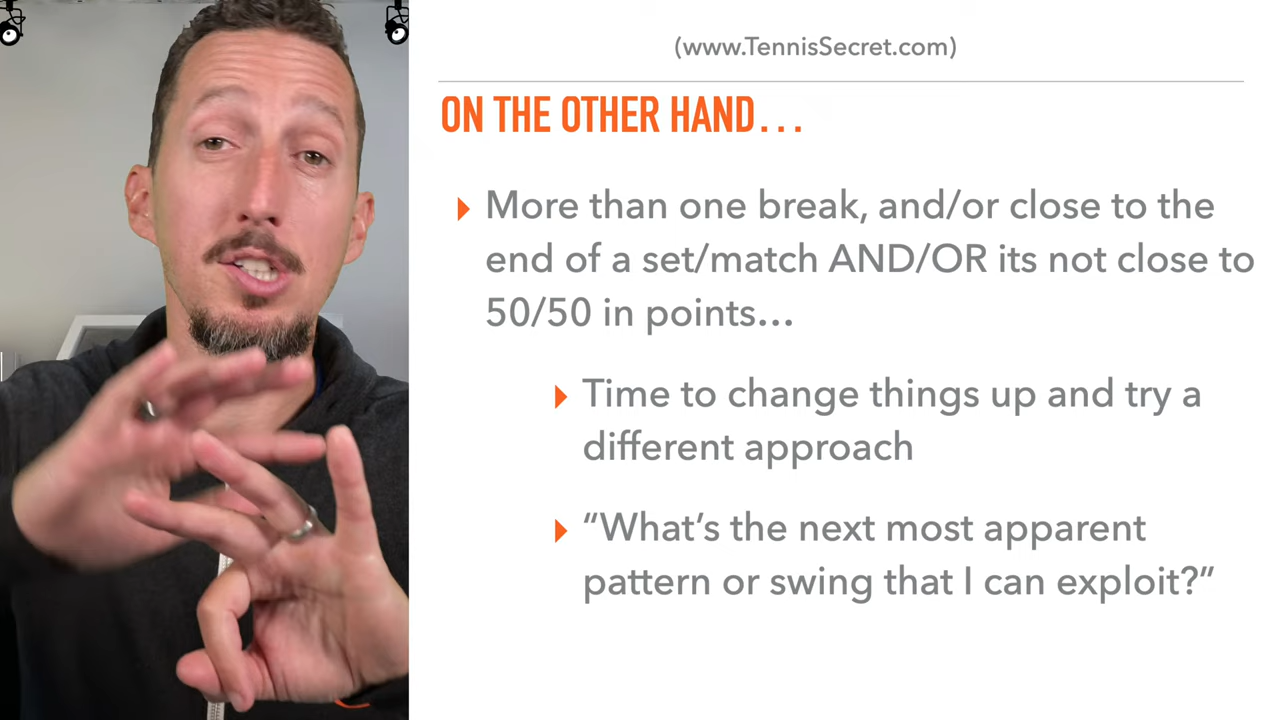 (www.TennisSecret.com)
ON THE OTHER HAND...
More than one break, and/or close to the
end of a set/match AND/OR its not close to
50/50 in points...
Time to change things up and try a
different approach
“What’s the next most apparent
pattern or swing that I can exploit?”